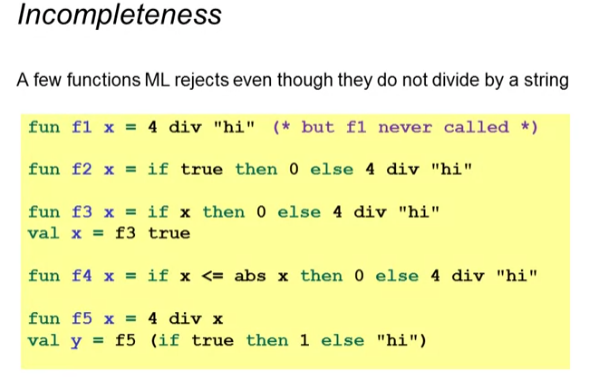 Incompleteness
A few functions ML rejects even though they do not divide by a string
fun f1 x = 4 div "hi" (* but f1 never called *)
fun f2 x = if true then 0 else 4 div "hi"
fun f3 x = if x then 0 else 4 div "hi"
val x = f3 true
fun f4 x = if x <= abs x then 0 else 4 div "hi"
fun f5 x = 4 div x
val y = f5 (if true then 1 else "hi")